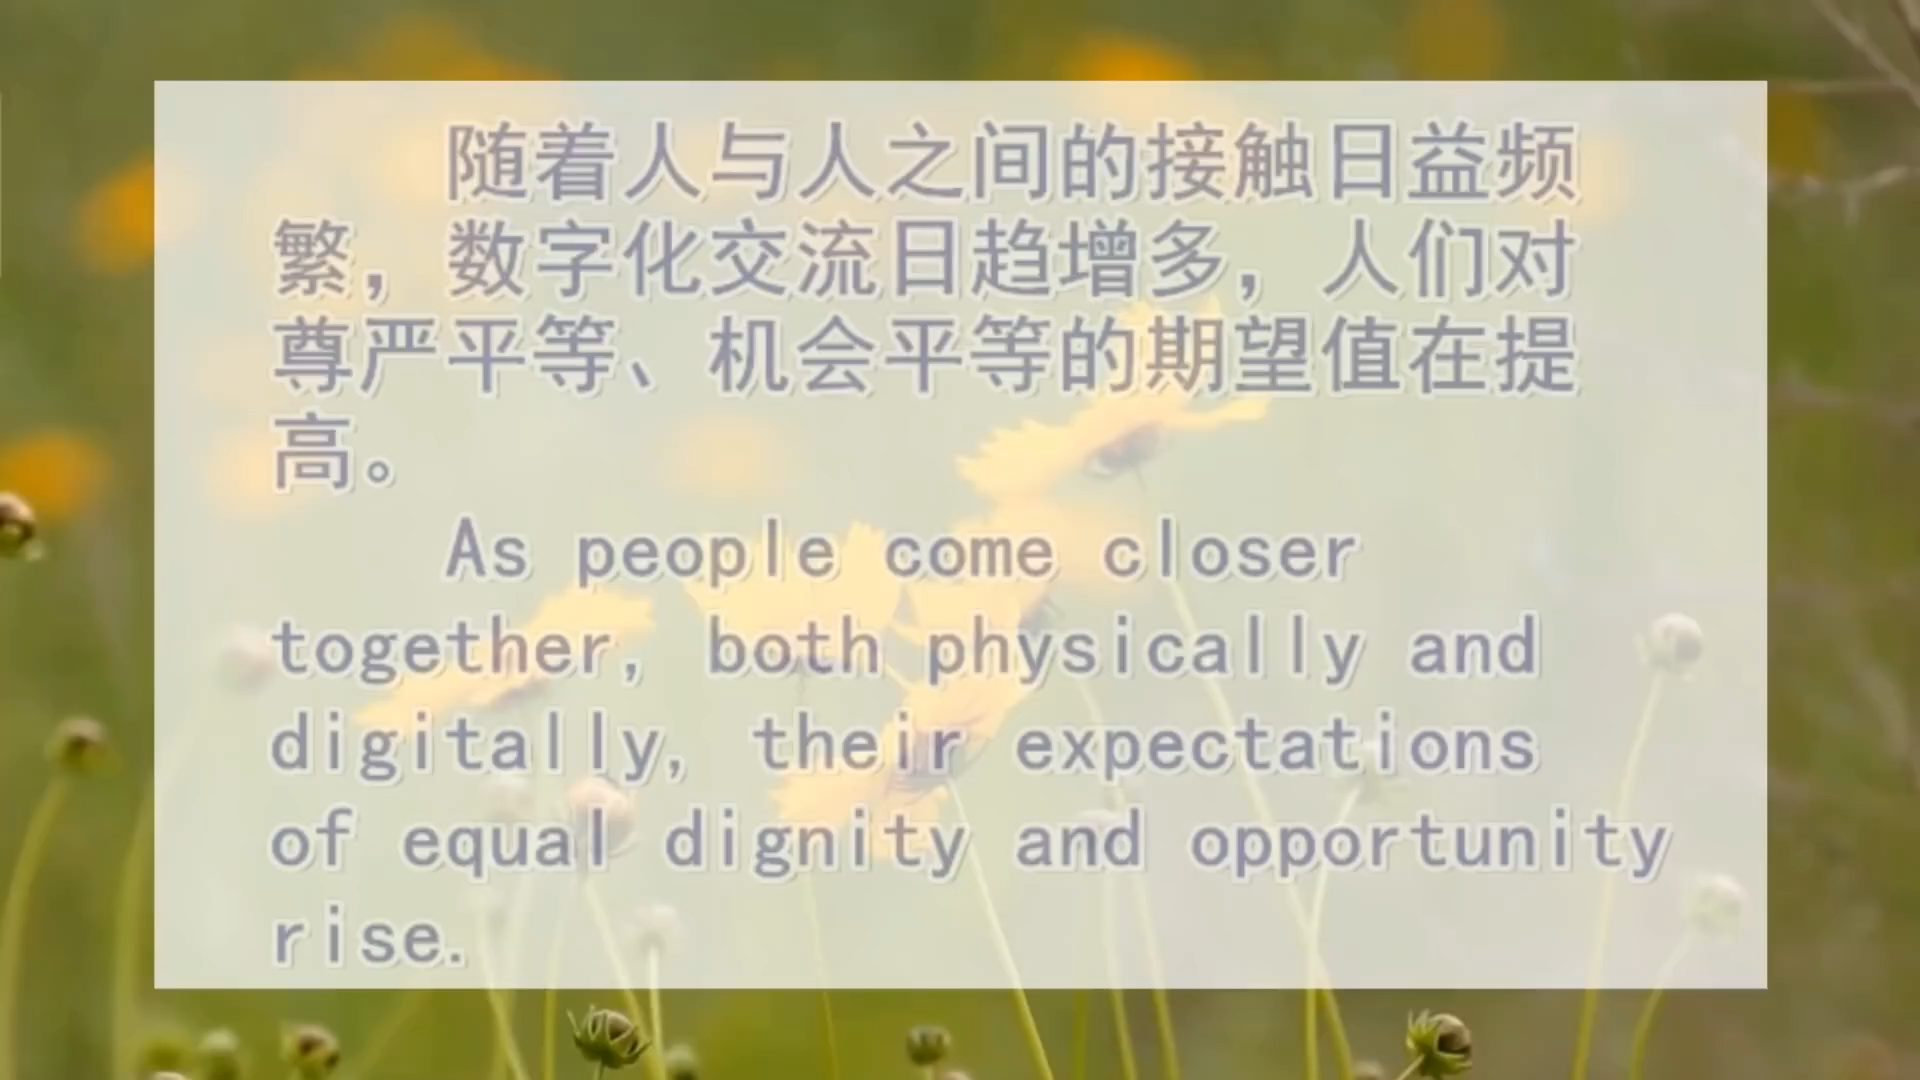 随着人与人之间的接触日益频
繁，数字化交流日趋增多，人们对
尊严平等、机会平等的期望值在提
高。
As people come closer
together, both physically and
digitally, their expectations
of equal dignity and opportunity
rise.